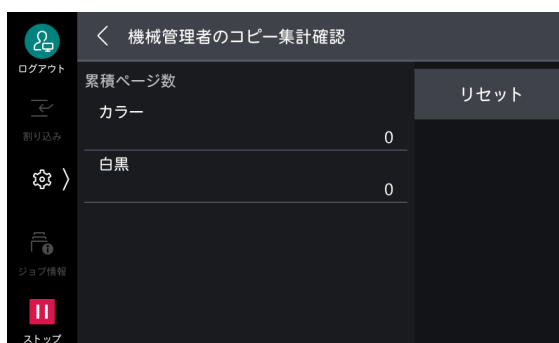 機械管理者のコピー集計確認
ログアウト
累積ページ数
リセット
カラー
0
割り込み
白黒
0
ジョブ情報
ストップ